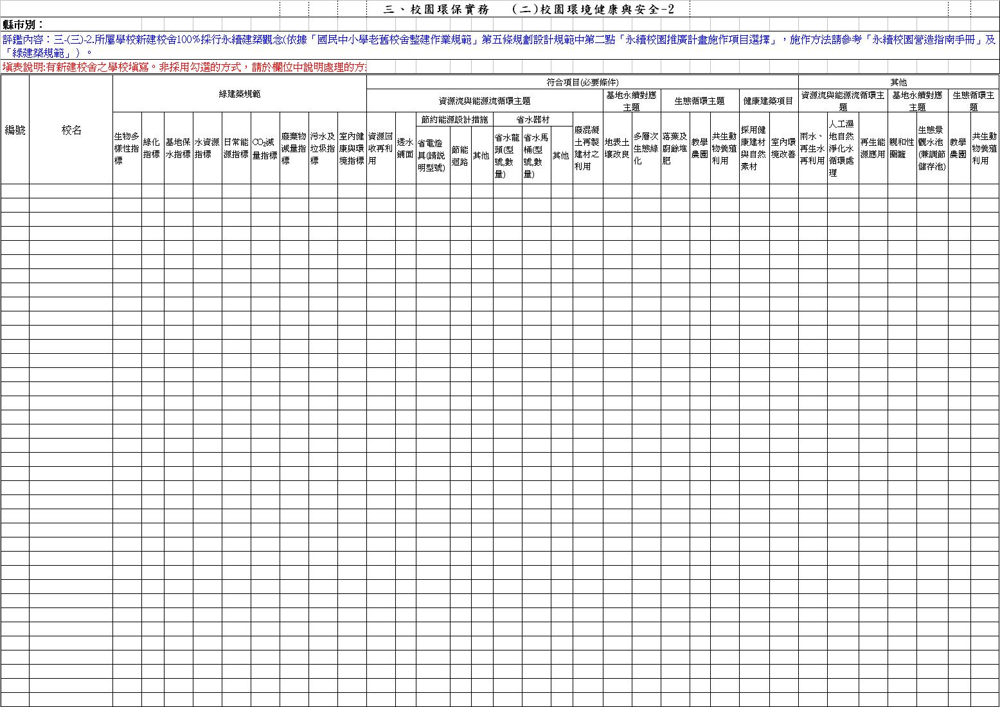 三、校園環保實務 (二)校園環境健康與安全-2
縣市別：
評鑑內容：三-(三)-2.所屬學校新建校舍100%採行永續建築觀念(依據「國民中小學老舊校舍整建作業規範」第五條規劃設計規範中第二點「永續校園推廣計畫施作項目選擇」，施作方法請參考「永續校園營造指南手冊」及
「綠建築規範」）。
填表說明:有新建校舍之學校填寫。非採用勾選的方式，請於欄位中說明處理的方
編號
校名
綠建築規範
符合項目(必要條件)
其他
資源流與能源流循環主題
基地永續對應
主題
生態循環主題
健康建築項目
資源流與能源流循環主
題
基地永續對應
主題
生態循環主
題
生物多
樣性指
標
綠化
指標
基地保
水指標
水資源
指標
日常能
源指標
CO₂減
量指標
廢棄物
減量指
標
污水及
垃圾指
標
室內健
康與環
境指標
資源回
收再利
用
透水
鋪面
節約能源設計措施
省電燈
具(請説
明型號)
節能
迴路
其他
省水器材
省水龍
頭(型
號,數
量)
省水馬
桶(型
號,數
量)
其他
廢混凝
土再製
建材之
利用
地表土
壤改良
多層次
生態綠
化
落葉及
廚餘堆
肥
教學
農園
共生動
物養殖
利用
採用健
康建材
與自然
素材
室內環
境改善
雨水、
再生水
再利用
人工濕
地自然
淨化水
循環處
理
再生能
源應用
親和性
圍籬
生態景
觀水池
(兼調節
儲存池)
教學
農園
共生動
物養殖
利用